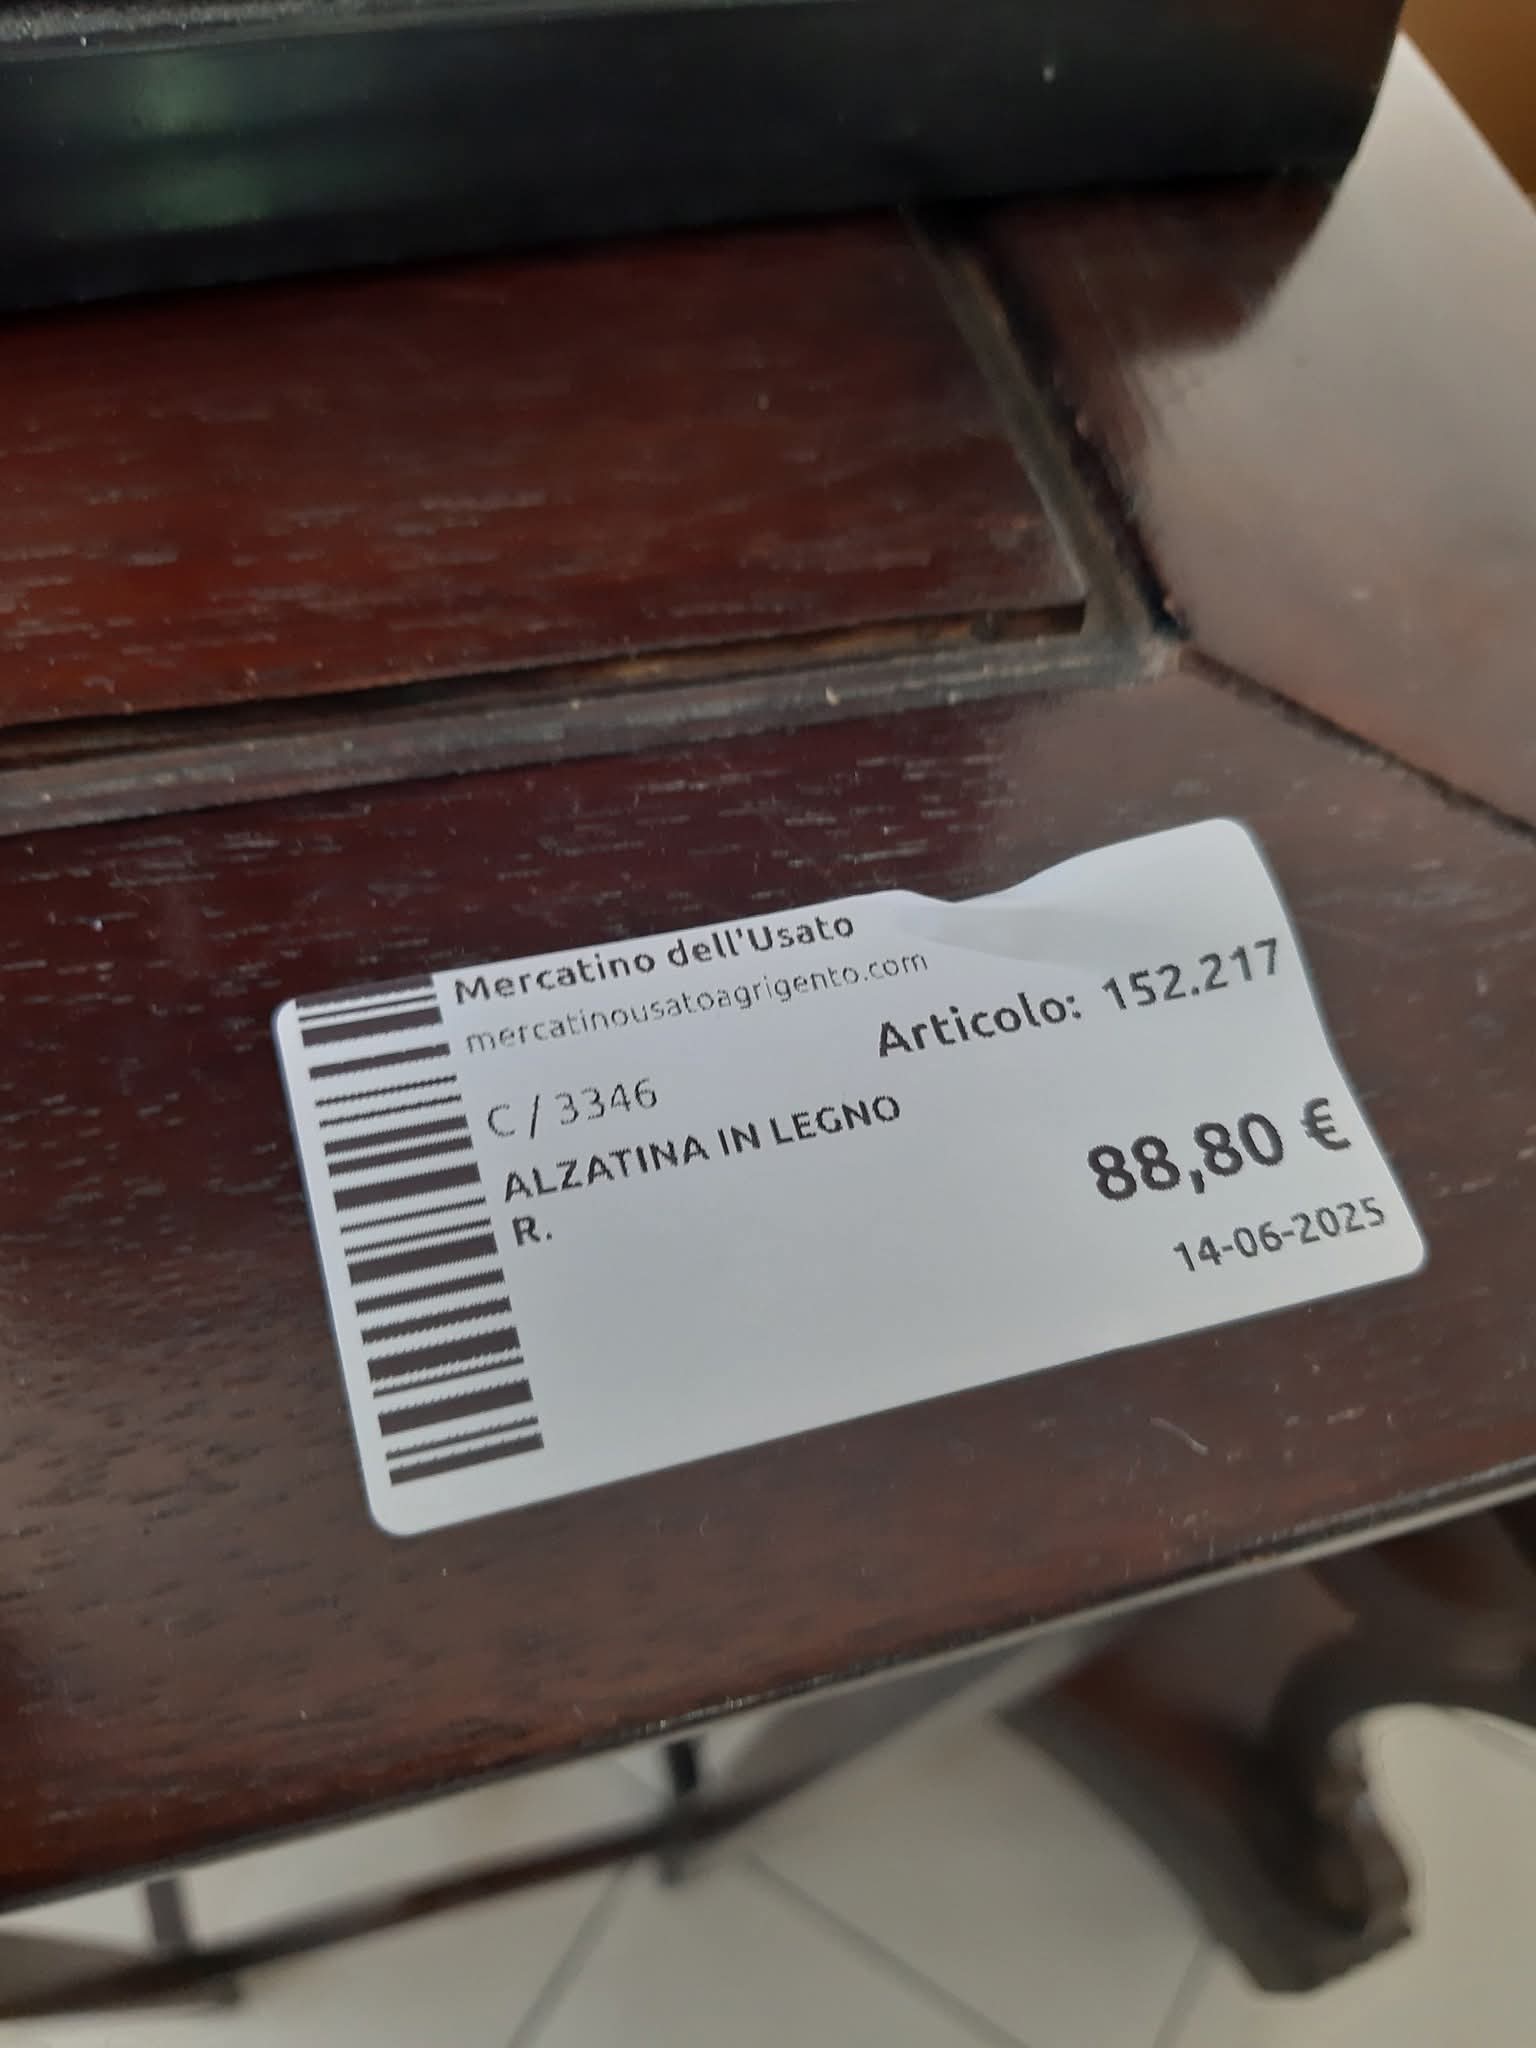 Mercatino dell'Usato
mercatinousatoagrigento.com
Articolo: 152.217
C / 3346
ALZATINA IN LEGNO
R.
88,80 €
14-06-2025